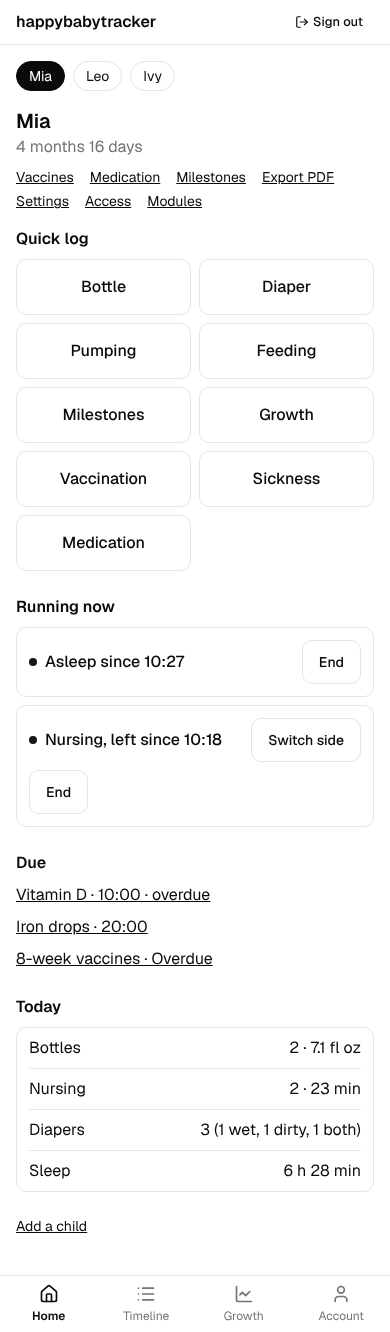 happybabytracker
Sign out
Mia
Leo
Ivy
Mia
4 months 16 days
Vaccines Medication Milestones Export PDF
Settings Access Modules
Quick log
Bottle
Diaper
Pumping
Feeding
Milestones
Growth
Vaccination
Sickness
Medication
Running now
Asleep since 10:27
End
Nursing, left since 10:18
Switch side
End
Due
Vitamin D · 10:00 · overdue
Iron drops · 20:00
8-week vaccines · Overdue
Today
Bottles 2 · 7.1 fl oz
Nursing 2 · 23 min
Diapers 3 (1 wet, 1 dirty, 1 both)
Sleep 6 h 28 min
Add a child
Home
Timeline
Growth
Account